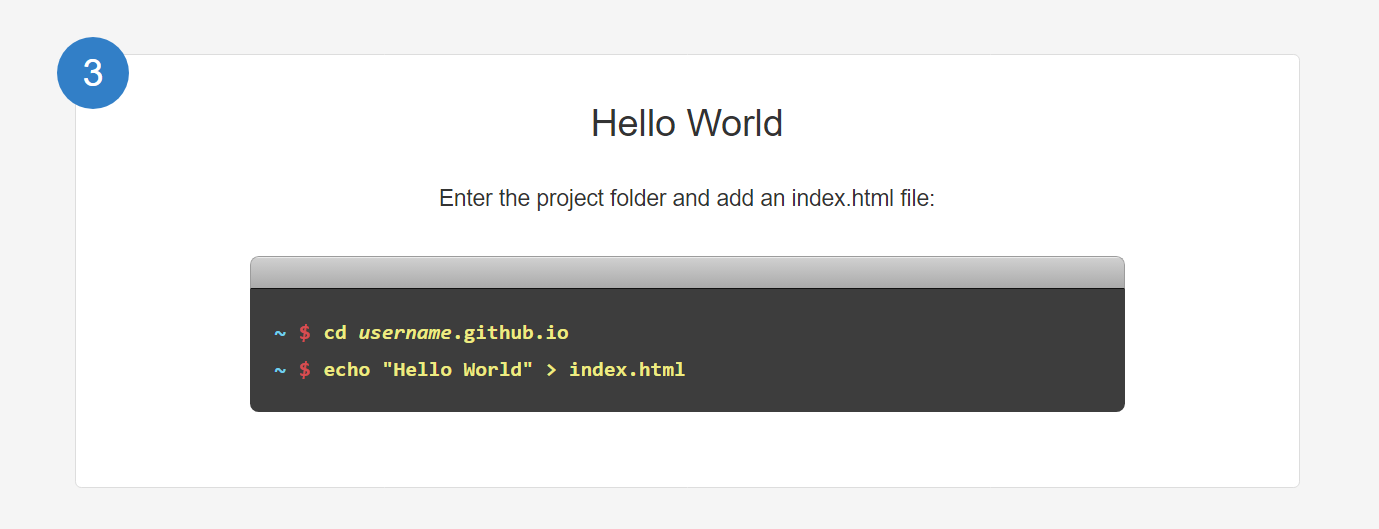 3
Hello World
Enter the project folder and add an index.html file:
~ $ cd username.github.io
~ $ echo "Hello World" > index.html